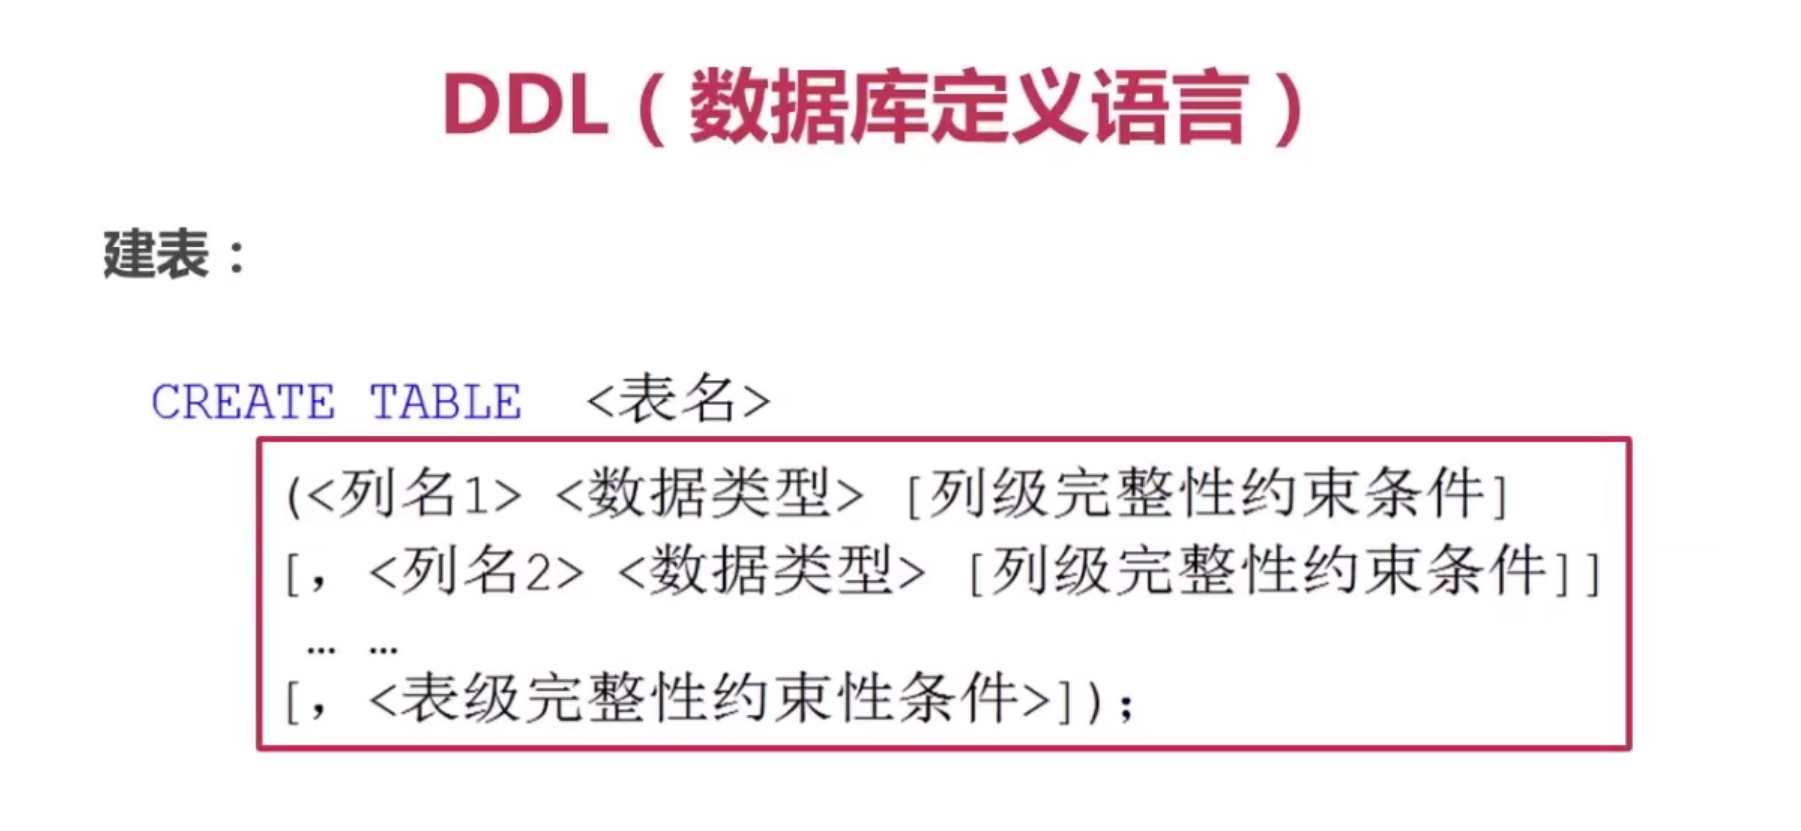 DDL（数据库定义语言）
建表：
CREATE TABLE <表名>
(<列名1> <数据类型> [列级完整性约束条件]
[，<列名2> <数据类型> [列级完整性约束条件]]
… …
[，<表级完整性约束性条件>])；